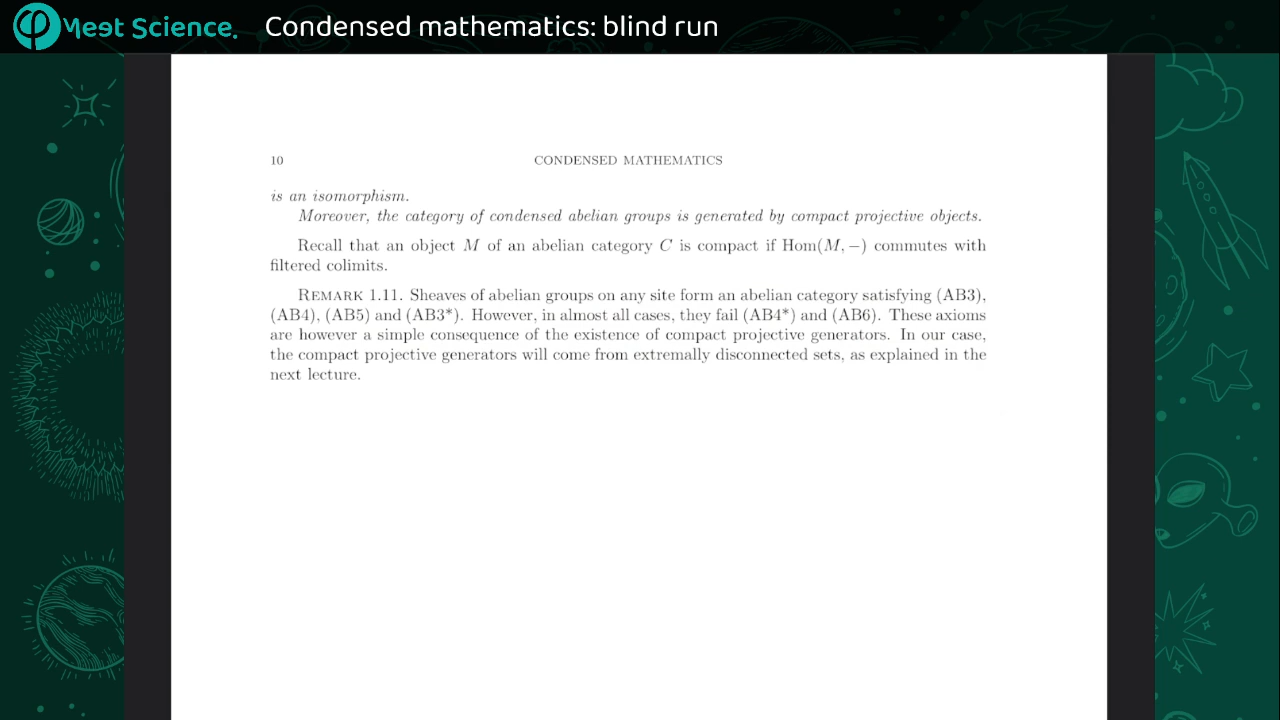 Meet Science.
Condensed mathematics: blind run
10
CONDENSED MATHEMATICS
is an isomorphism.
Moreover, the category of condensed abelian groups is generated by compact projective objects.
Recall that an object M of an abelian category C is compact if Hom(M, −) commutes with
filtered colimits.
Remark 1.11. Sheaves of abelian groups on any site form an abelian category satisfying (AB3),
(AB4), (AB5) and (AB3*). However, in almost all cases, they fail (AB4*) and (AB6). These axioms
are however a simple consequence of the existence of compact projective generators. In our case,
the compact projective generators will come from extremally disconnected sets, as explained in the
next lecture.